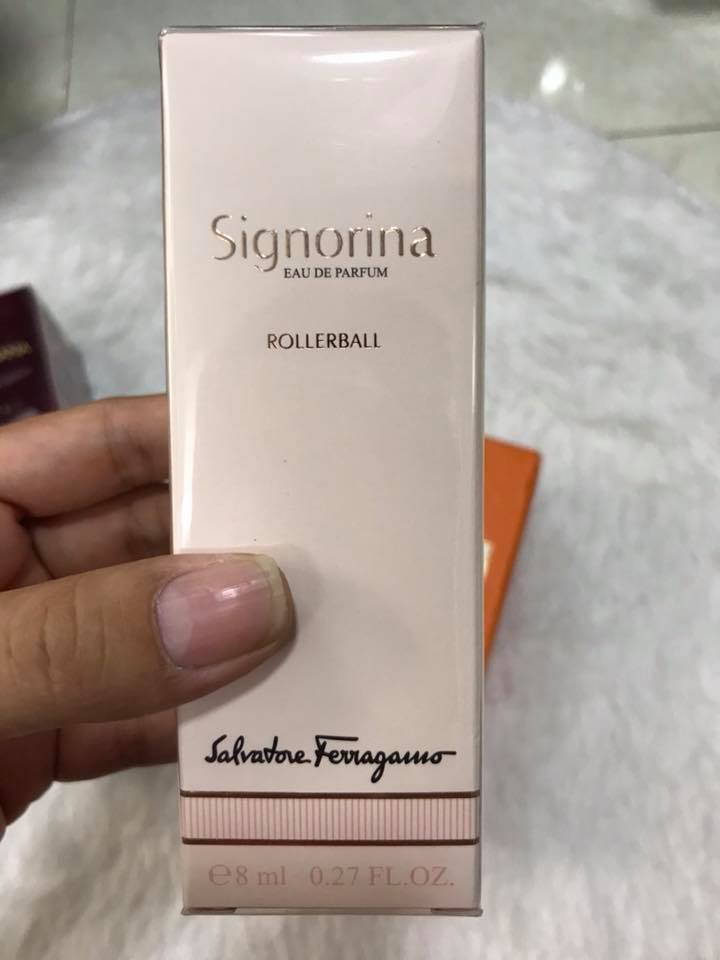 Signorina
EAU DE PARFUM
ROLLERBALL
Salvatore Ferragamo
℮8 ml 0.27 FL.OZ.